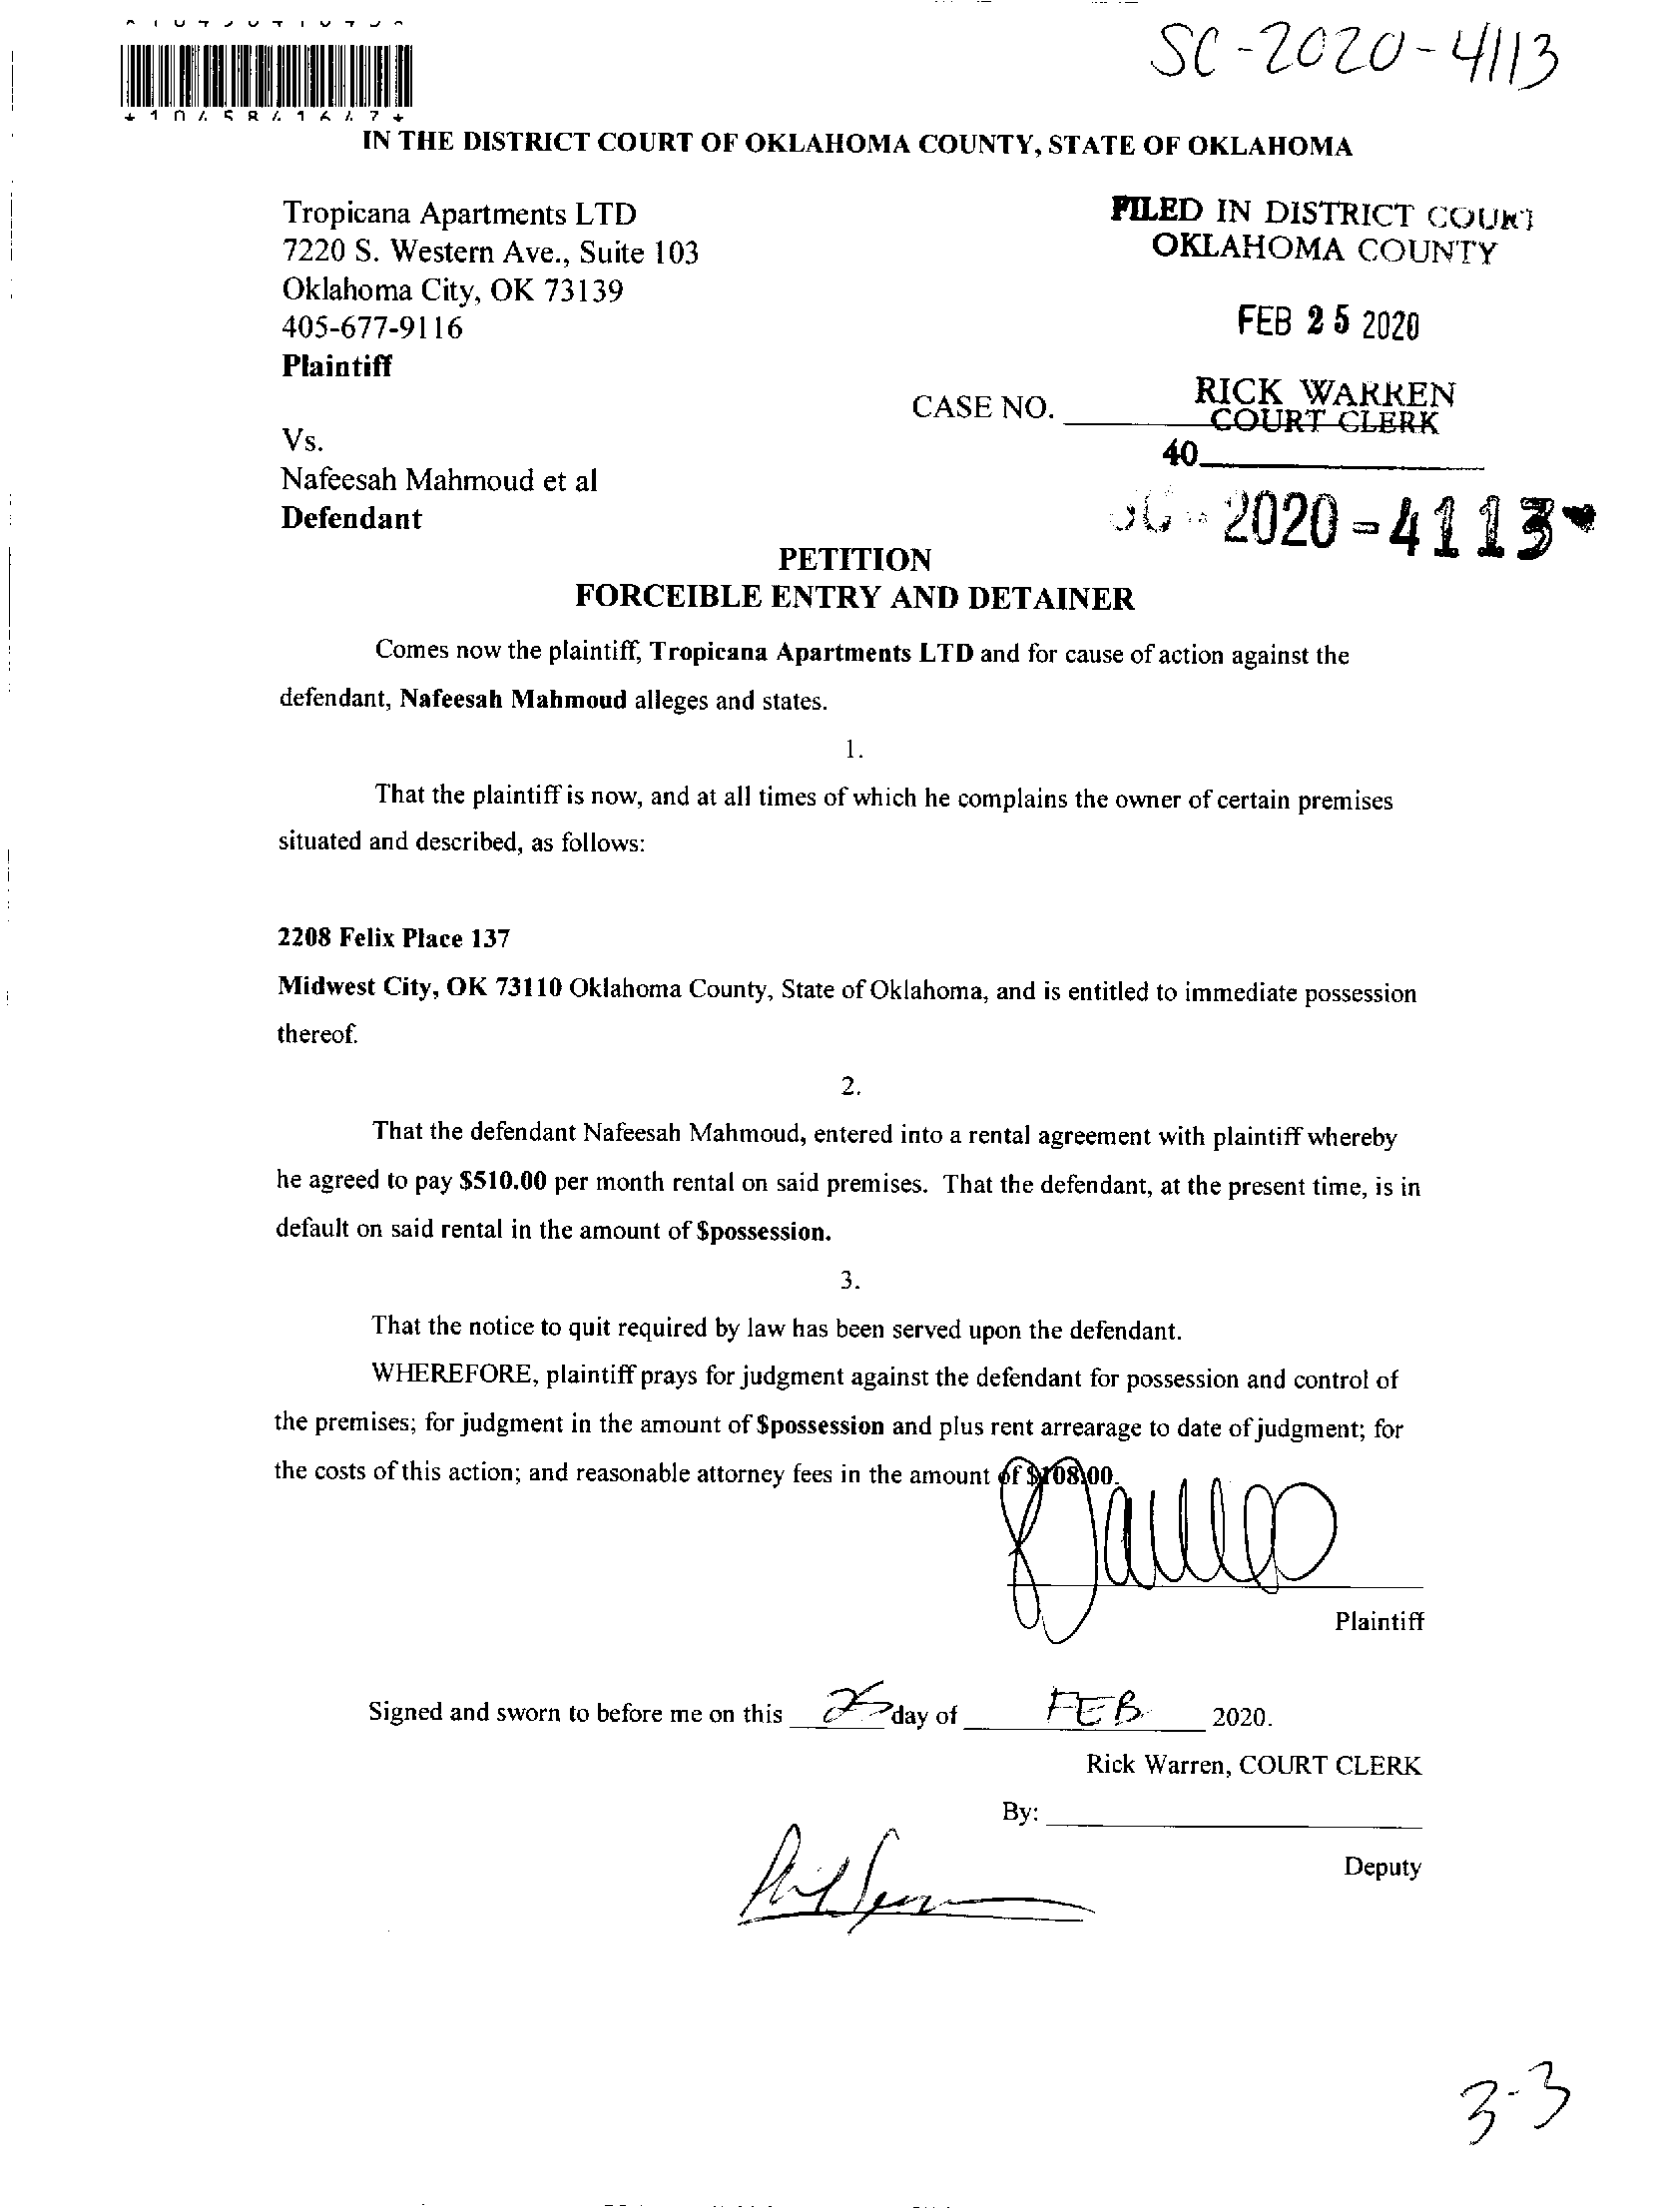 SC-2020-4113
IN THE DISTRICT COURT OF OKLAHOMA COUNTY, STATE OF OKLAHOMA
Tropicana Apartments LTD
7220 S. Western Ave., Suite 103
Oklahoma City, OK 73139
405-677-9116
Plaintiff
FILED IN DISTRICT COURT
OKLAHOMA COUNTY
FEB 25 2020
RICK WARREN
COURT CLERK
CASE NO.
40
Vs.
Nafeesah Mahmoud et al
Defendant
2020-4113
PETITION
FORCEIBLE ENTRY AND DETAINER
Comes now the plaintiff, Tropicana Apartments LTD and for cause of action against the
defendant, Nafeesah Mahmoud alleges and states.
1.
That the plaintiff is now, and at all times of which he complains the owner of certain premises
situated and described, as follows:
2208 Felix Place 137
Midwest City, OK 73110 Oklahoma County, State of Oklahoma, and is entitled to immediate possession
thereof.
2.
That the defendant Nafeesah Mahmoud, entered into a rental agreement with plaintiff whereby
he agreed to pay $510.00 per month rental on said premises. That the defendant, at the present time, is in
default on said rental in the amount of $possession.
3.
That the notice to quit required by law has been served upon the defendant.
WHEREFORE, plaintiff prays for judgment against the defendant for possession and control of
the premises; for judgment in the amount of $possession and plus rent arrearage to date of judgment; for
the costs of this action; and reasonable attorney fees in the amount of $108.00.
Plaintiff
Signed and sworn to before me on this 25 day of FEB 2020.
Rick Warren, COURT CLERK
By:
Deputy
3-3